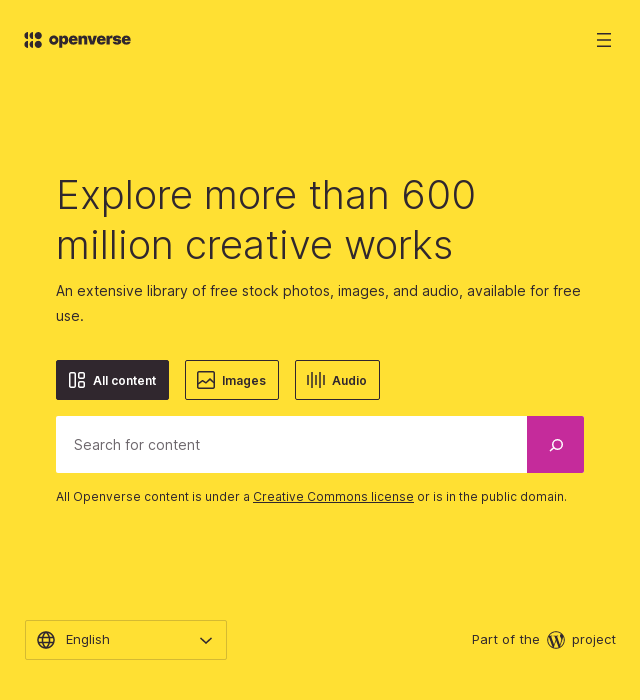 openverse
Explore more than 600
million creative works
An extensive library of free stock photos, images, and audio, available for free
use.
All content
Images
Audio
Search for content
All Openverse content is under a Creative Commons license or is in the public domain.
English
Part of the
project